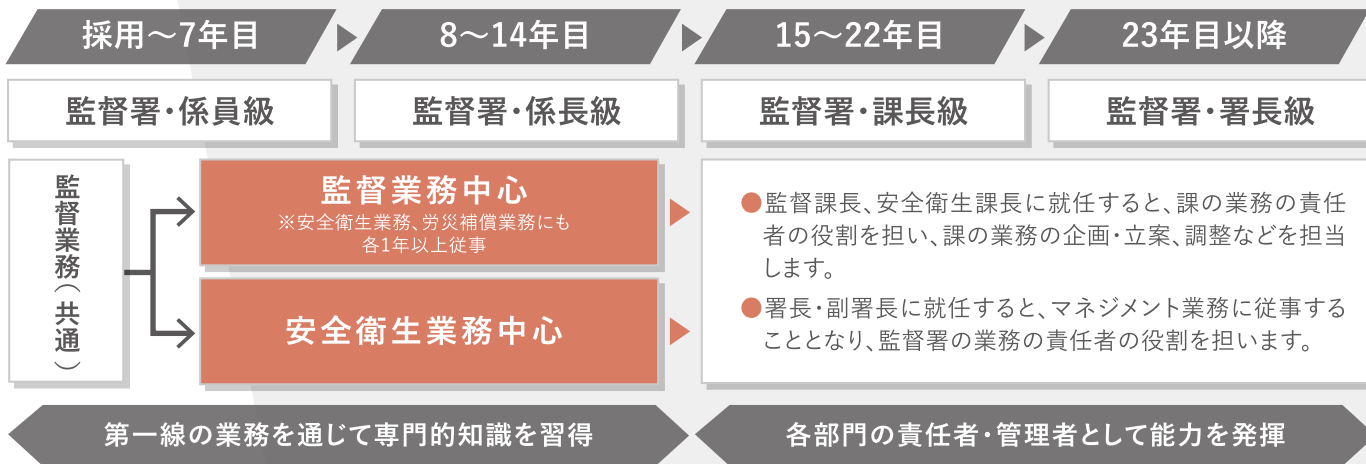 採用～7年目
8～14年目
15～22年目
23年目以降
監督署・係員級
監督署・係長級
監督署・課長級
監督署・署長級
監督業務（共通）
監督業務中心
※安全衛生業務、労災補償業務にも
各1年以上従事
安全衛生業務中心
●監督課長、安全衛生課長に就任すると、課の業務の責任
者の役割を担い、課の業務の企画・立案、調整などを担当
します。
●署長・副署長に就任すると、マネジメント業務に従事する
こととなり、監督署の業務の責任者の役割を担います。
第一線の業務を通じて専門的知識を習得
各部門の責任者・管理者として能力を発揮